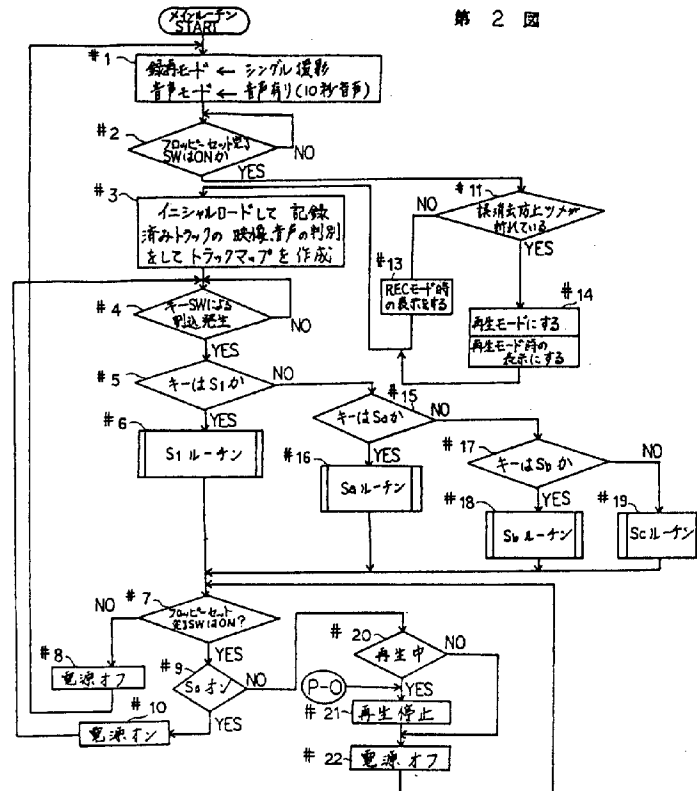 第 2 図
メインルーチン
START
#1
録再モード ← シングル撮影
音声モード ← 音声有り(10秒音声)
#2
フロッピーセット完了
SWはONか
NO
YES
#3
イニシャルロードして 記録
済みトラックの 映像,音声の判別
をして トラックマップ を 作成
#11
誤消去防止ツメが
折れている
NO
YES
#13
RECモード時
の表示をする
#14
再生モードにする
再生モード時の
表示にする
#4
キーSWによる
割込発生
NO
YES
#5
キーはS1か
NO
YES
#6
S1 ルーチン
#15
キーはSaか
NO
YES
#16
Sa ルーチン
#17
キーはSbか
NO
YES
#18
Sb ルーチン
#19
Sc ルーチン
#7
フロッピーセット
完了SWはON?
NO
YES
#8
電源オフ
#9
S0 オン
NO
YES
#10
電源オン
#20
再生中
NO
YES
P-O
#21
再生停止
#22
電源オフ